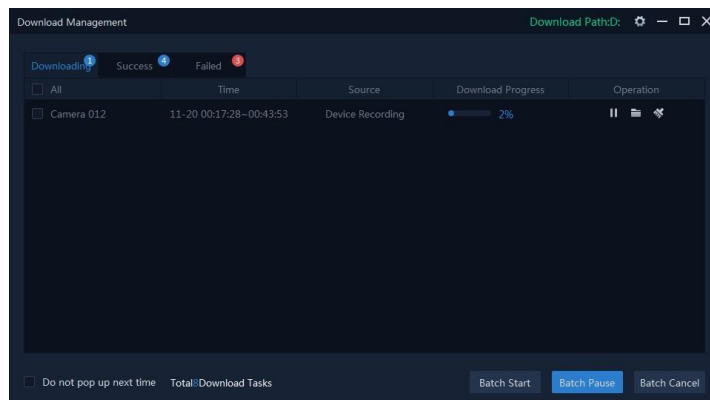 Download Management Download Path:D:
Downloading 1 Success 4 Failed 3
All Time Source Download Progress Operation
Camera 012 11-20 00:17:28~00:43:53 Device Recording 2%
Do not pop up next time Total8Download Tasks Batch Start Batch Pause Batch Cancel